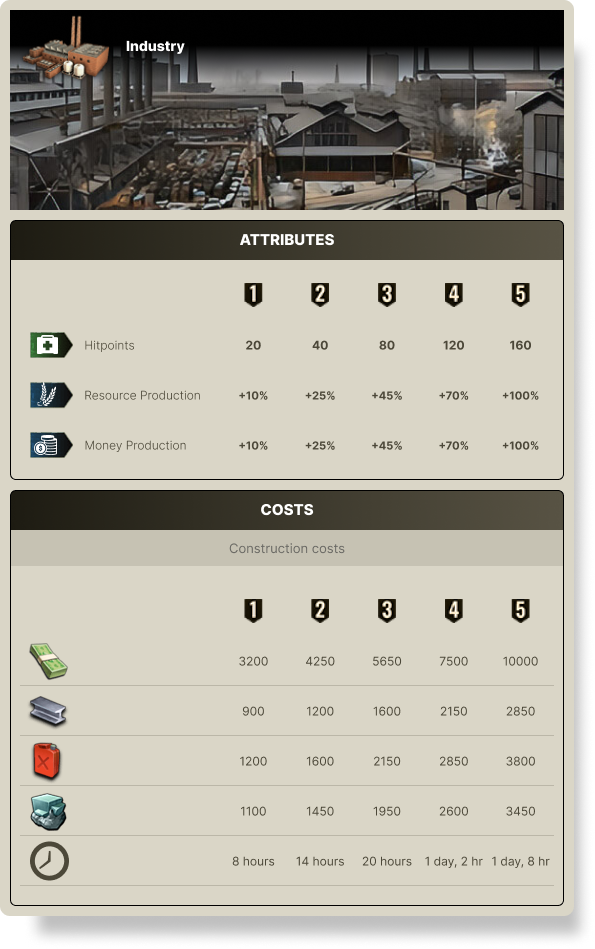 Industry
ATTRIBUTES
1 2 3 4 5
Hitpoints 20 40 80 120 160
Resource Production +10% +25% +45% +70% +100%
Money Production +10% +25% +45% +70% +100%
COSTS
Construction costs
1 2 3 4 5
3200 4250 5650 7500 10000
900 1200 1600 2150 2850
1200 1600 2150 2850 3800
1100 1450 1950 2600 3450
8 hours 14 hours 20 hours 1 day, 2 hr 1 day, 8 hr